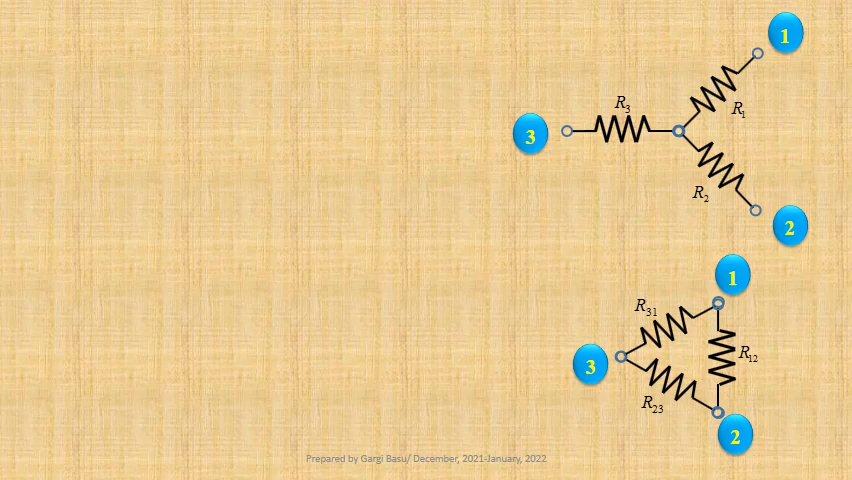 1
R3
R1
3
R2
2
1
R31
R12
3
R23
2
Prepared by Gargi Basu/ December, 2021-January, 2022